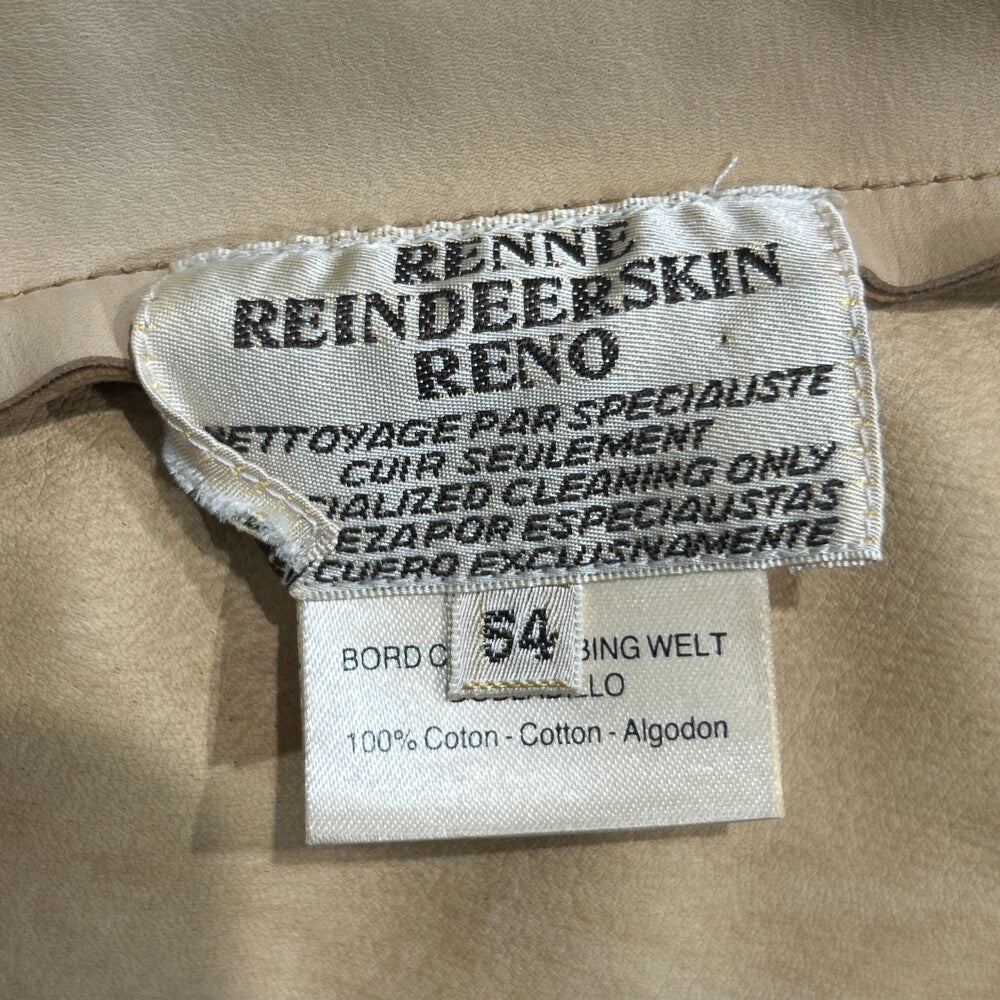 RENNE
REINDEERSKIN
RENO
NETTOYAGE PAR SPECIALISTE
CUIR SEULEMENT
CLEANING ONLY
POR ESPECIALISTAS
CUERO EXCLUSIVAMENTE
54
BORD WELT
100% Coton - Cotton - Algodon